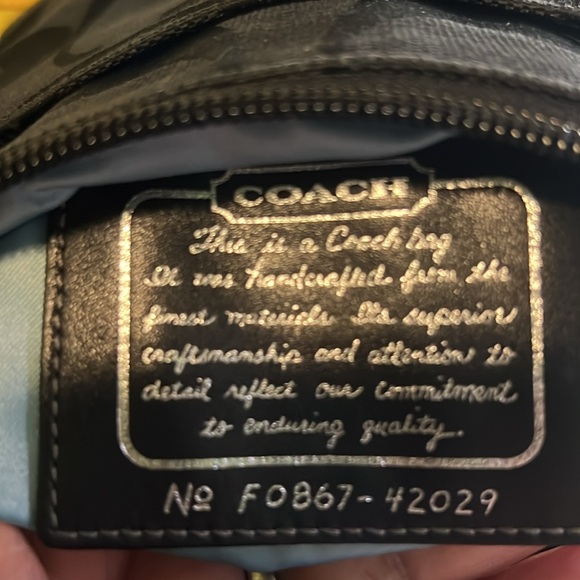 COACH
This is a Coach bag
It was handcrafted from the
finest materials. Its superior
craftsmanship and attention to
detail reflect our commitment
to enduring quality.
No F0867-42029